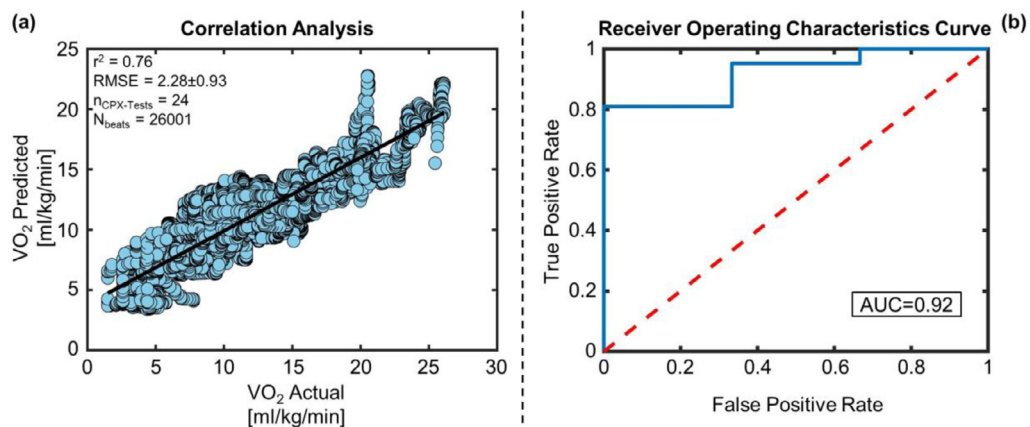 (a)
Correlation Analysis
r² = 0.76
RMSE = 2.28±0.93
nCPX-Tests = 24
Nbeats = 26001
25
20
15
10
5
0
VO₂ Predicted
[ml/kg/min]
0 5 10 15 20 25 30
VO₂ Actual
[ml/kg/min]
Receiver Operating Characteristics Curve
(b)
1
0.8
0.6
0.4
0.2
0
True Positive Rate
AUC=0.92
0 0.2 0.4 0.6 0.8 1
False Positive Rate